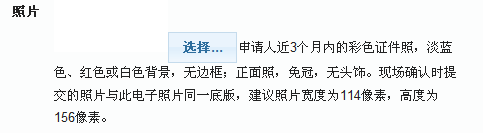 照片
选择... 申请人近3个月内的彩色证件照，淡蓝
色、红色或白色背景，无边框；正面照，免冠，无头饰。现场确认时提
交的照片与此电子照片同一底版，建议照片宽度为114像素，高度为
156像素。